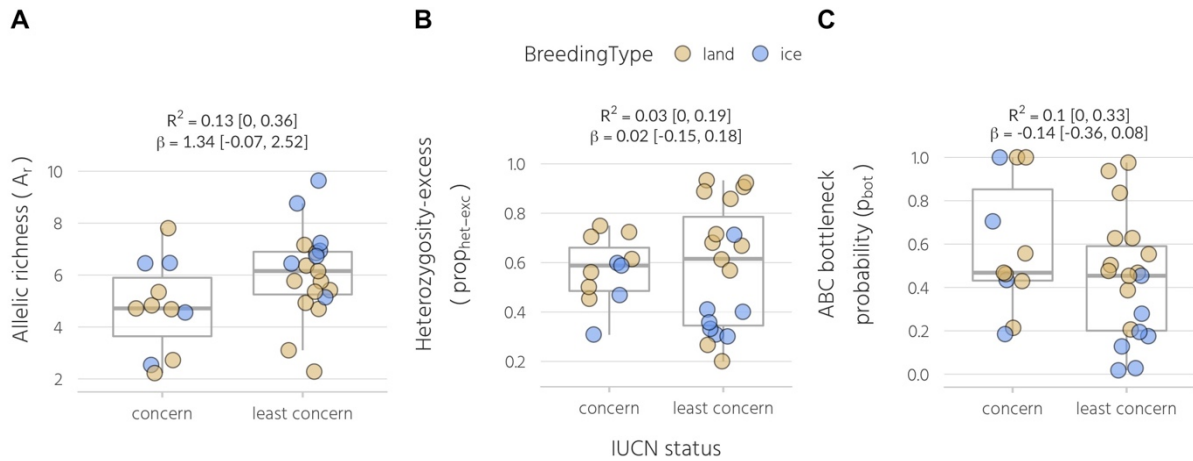 A
B
C
BreedingType land ice
R² = 0.13 [0, 0.36]
β = 1.34 [-0.07, 2.52]
Allelic richness ( Aᵣ )
10
8
6
4
2
concern least concern
R² = 0.03 [0, 0.19]
β = 0.02 [-0.15, 0.18]
Heterozygosity-excess
( prop_het-exc )
1.0
0.8
0.6
0.4
0.2
concern least concern
IUCN status
R² = 0.1 [0, 0.33]
β = -0.14 [-0.36, 0.08]
ABC bottleneck
probability (p_bot)
1.0
0.8
0.6
0.4
0.2
0.0
concern least concern